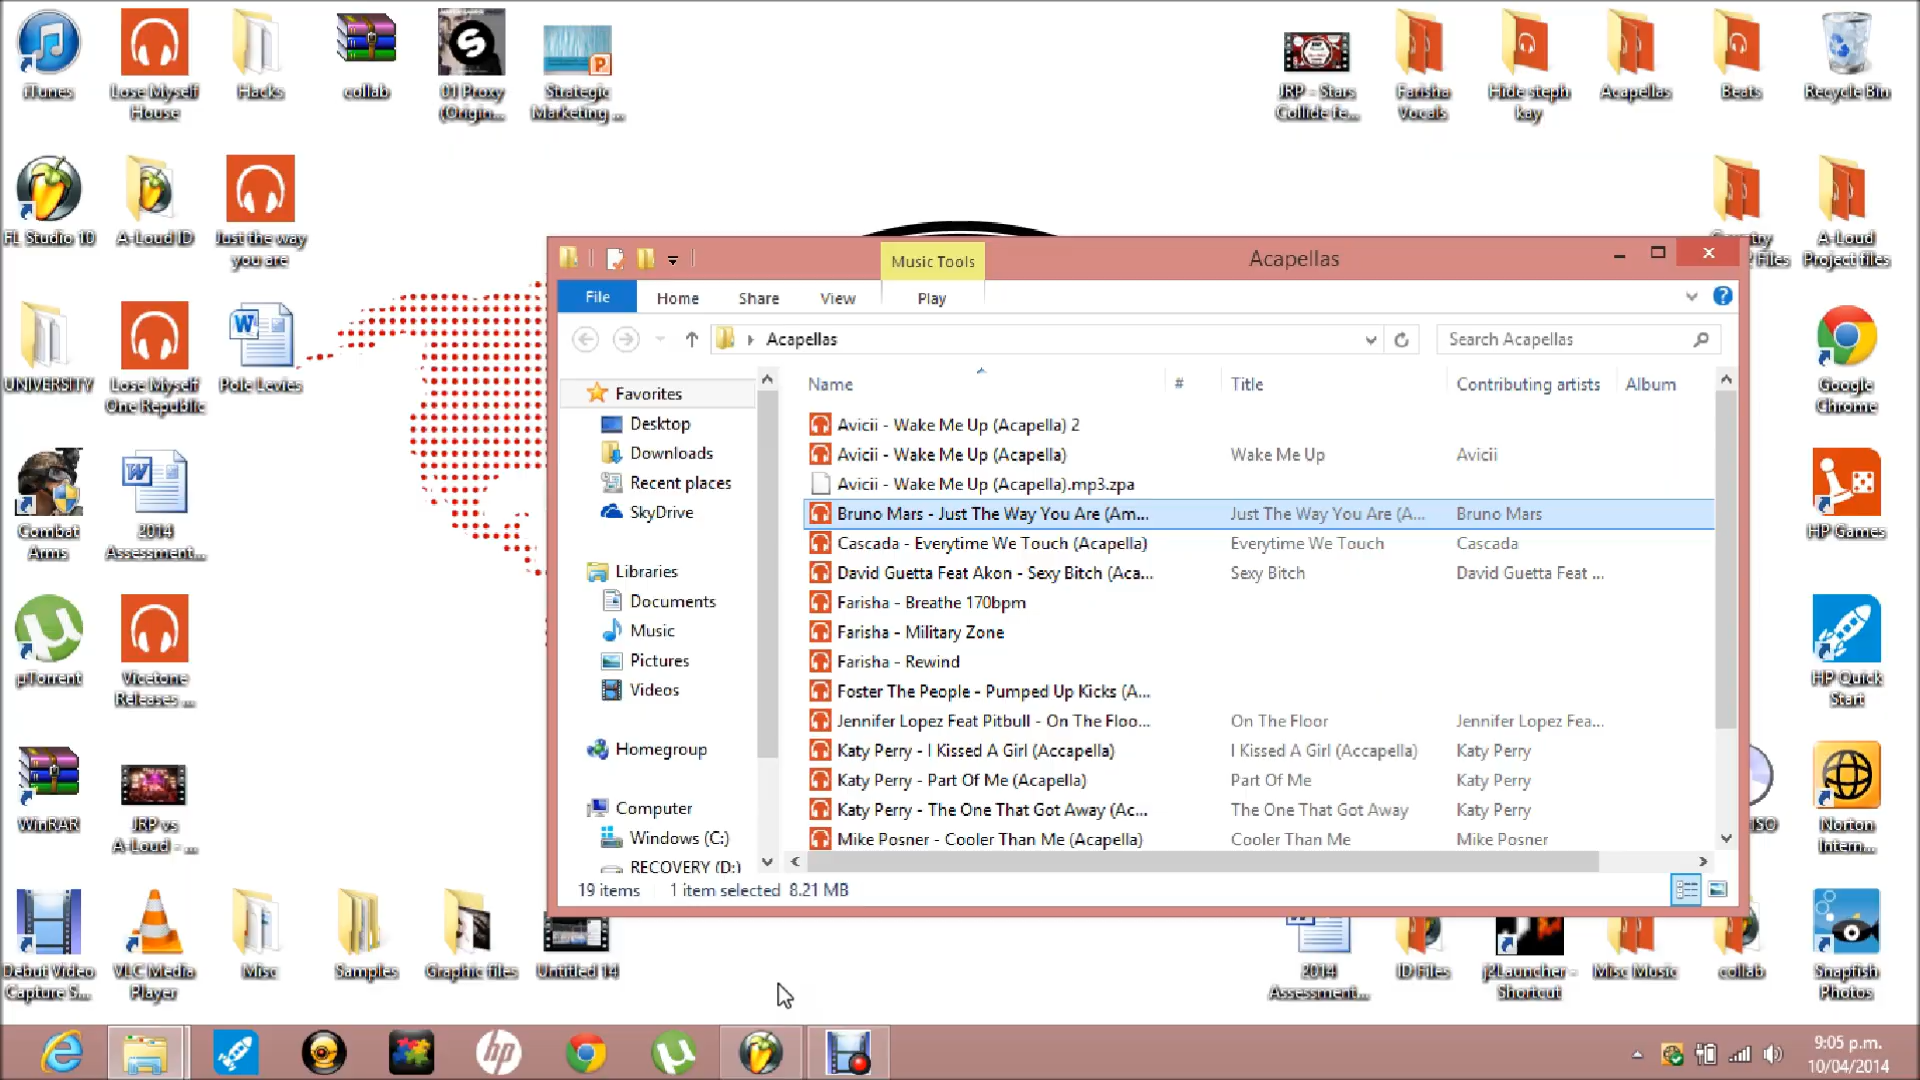 iTunes
Lose Myself
House
Hacks
collab
01 Proxy
(Origin...
Strategic
Marketing ...
JRP - Stars
Collide fe...
Farisha
Vocals
Hide steph
kay
Acapellas
Beats
Recycle Bin
FL Studio 10
A-Loud ID
Just the way
you are
Files
A-Loud
Project files
UNIVERSITY
Lose Myself
One Republic
Pole Levies
Google
Chrome
Combat
Arms
2014
Assessment...
HP Games
µTorrent
Vicetone
Releases ...
HP Quick
Start
WinRAR
JRP vs
A-Loud - ...
ISO
Norton
Intern...
Debut Video
Capture S...
VLC Media
Player
Misc
Samples
Graphic files
Untitled 14
2014
Assessment...
ID Files
Shortcut
Misc Music
collab
Snapfish
Photos
Music Tools
Acapellas
File
Home
Share
View
Play
Acapellas
Search Acapellas
Favorites
Desktop
Downloads
Recent places
SkyDrive
Libraries
Documents
Music
Pictures
Videos
Homegroup
Computer
Windows (C:)
RECOVERY (D:)
Name # Title Contributing artists Album
Avicii - Wake Me Up (Acapella) 2
Avicii - Wake Me Up (Acapella) Wake Me Up Avicii
Avicii - Wake Me Up (Acapella).mp3.zpa
Bruno Mars - Just The Way You Are (Am... Just The Way You Are (A... Bruno Mars
Cascada - Everytime We Touch (Acapella) Everytime We Touch Cascada
David Guetta Feat Akon - Sexy Bitch (Aca... Sexy Bitch David Guetta Feat ...
Farisha - Breathe 170bpm
Farisha - Military Zone
Farisha - Rewind
Foster The People - Pumped Up Kicks (A...
Jennifer Lopez Feat Pitbull - On The Floo... On The Floor Jennifer Lopez Fea...
Katy Perry - I Kissed A Girl (Accapella) I Kissed A Girl (Accapella) Katy Perry
Katy Perry - Part Of Me (Acapella) Part Of Me Katy Perry
Katy Perry - The One That Got Away (Ac... The One That Got Away Katy Perry
Mike Posner - Cooler Than Me (Acapella) Cooler Than Me Mike Posner
19 items 1 item selected 8.21 MB
hp
9:05 p.m.
10/04/2014